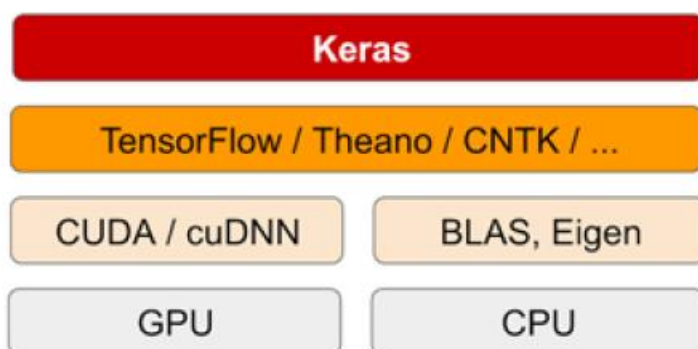 Keras
TensorFlow / Theano / CNTK / ...
CUDA / cuDNN
BLAS, Eigen
GPU
CPU